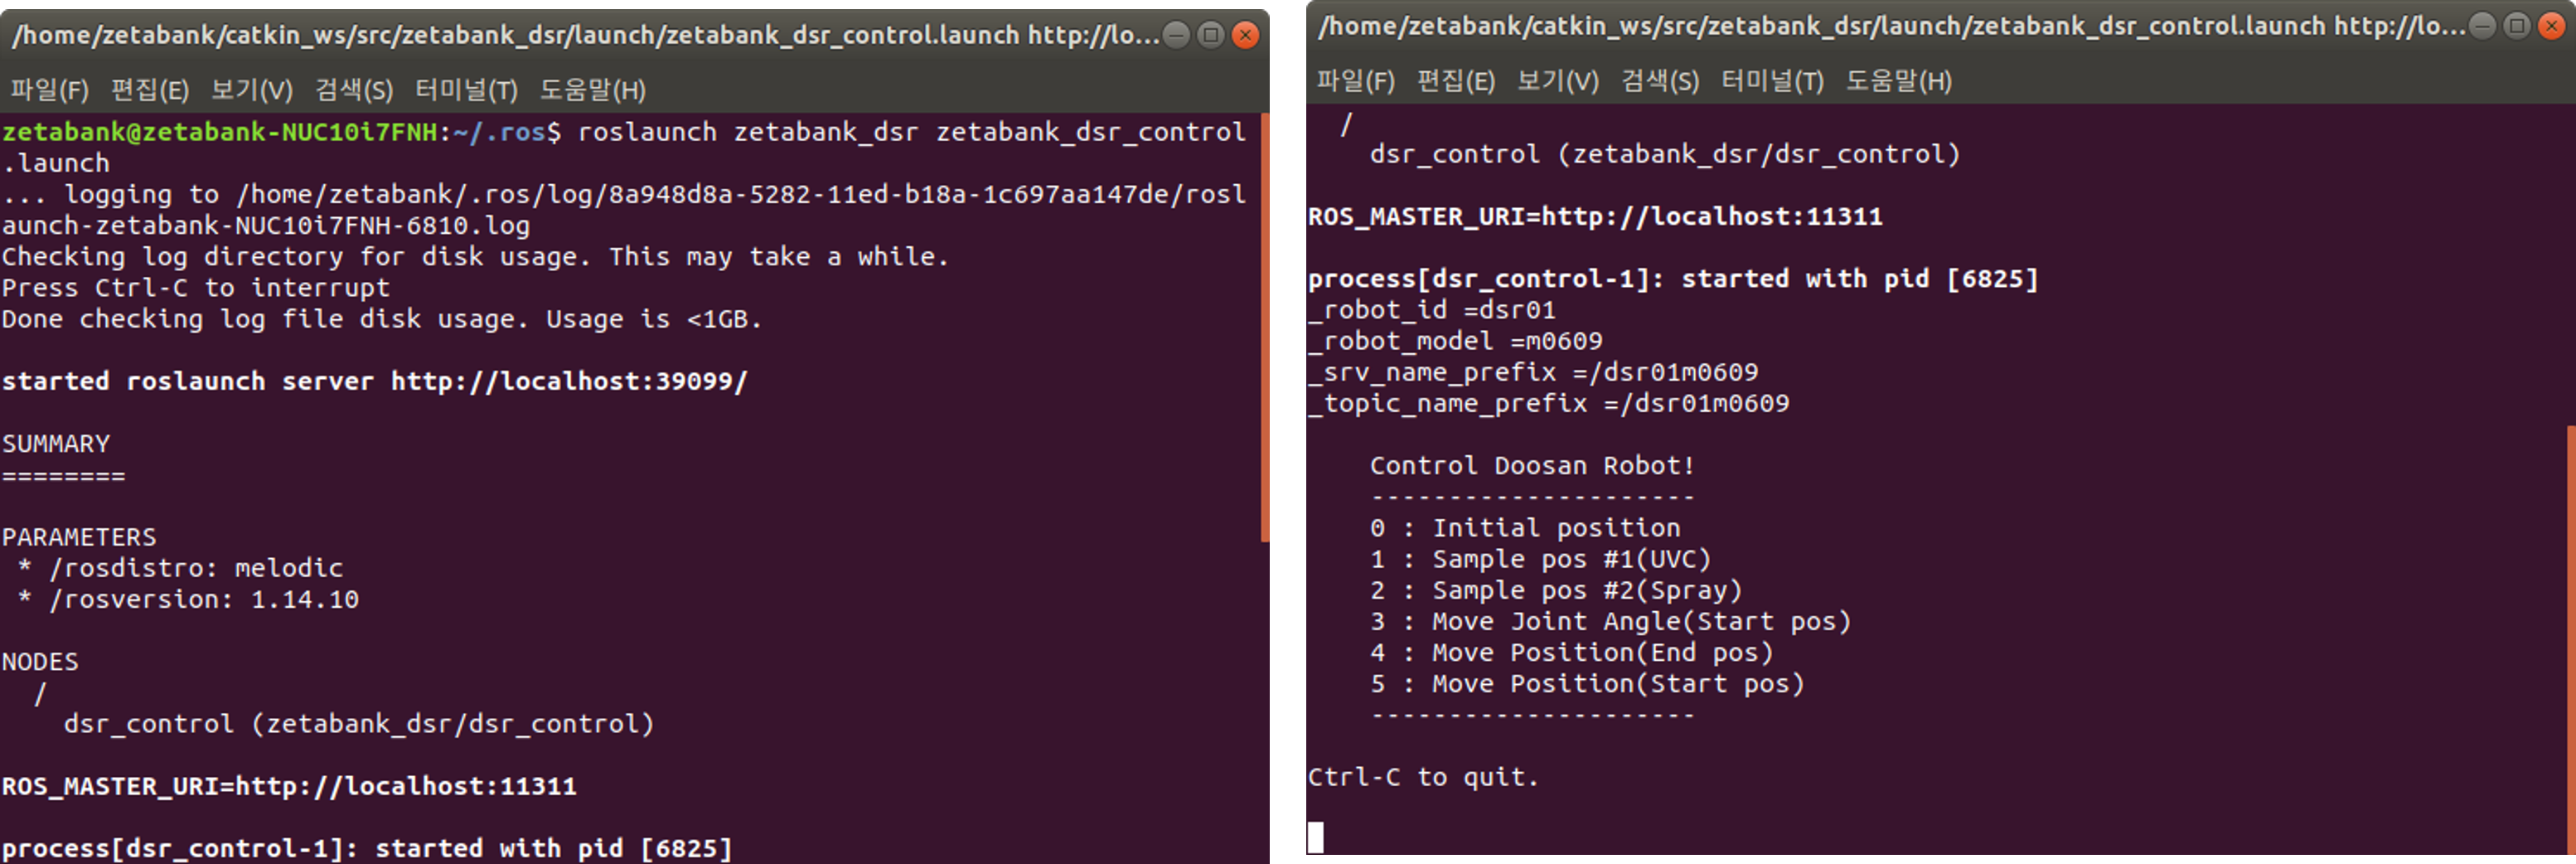 /home/zetabank/catkin_ws/src/zetabank_dsr/launch/zetabank_dsr_control.launch http://lo...
파일(F) 편집(E) 보기(V) 검색(S) 터미널(T) 도움말(H)
zetabank@zetabank-NUC10i7FNH:~/.ros$ roslaunch zetabank_dsr zetabank_dsr_control
.launch
... logging to /home/zetabank/.ros/log/8a948d8a-5282-11ed-b18a-1c697aa147de/rosl
aunch-zetabank-NUC10i7FNH-6810.log
Checking log directory for disk usage. This may take a while.
Press Ctrl-C to interrupt
Done checking log file disk usage. Usage is <1GB.
started roslaunch server http://localhost:39099/
SUMMARY
========
PARAMETERS
* /rosdistro: melodic
* /rosversion: 1.14.10
NODES
/
dsr_control (zetabank_dsr/dsr_control)
ROS_MASTER_URI=http://localhost:11311
process[dsr_control-1]: started with pid [6825]
/home/zetabank/catkin_ws/src/zetabank_dsr/launch/zetabank_dsr_control.launch http://lo...
파일(F) 편집(E) 보기(V) 검색(S) 터미널(T) 도움말(H)
/
dsr_control (zetabank_dsr/dsr_control)
ROS_MASTER_URI=http://localhost:11311
process[dsr_control-1]: started with pid [6825]
_robot_id =dsr01
_robot_model =m0609
_srv_name_prefix =/dsr01m0609
_topic_name_prefix =/dsr01m0609
Control Doosan Robot!
---------------------
0 : Initial position
1 : Sample pos #1(UVC)
2 : Sample pos #2(Spray)
3 : Move Joint Angle(Start pos)
4 : Move Position(End pos)
5 : Move Position(Start pos)
---------------------
Ctrl-C to quit.